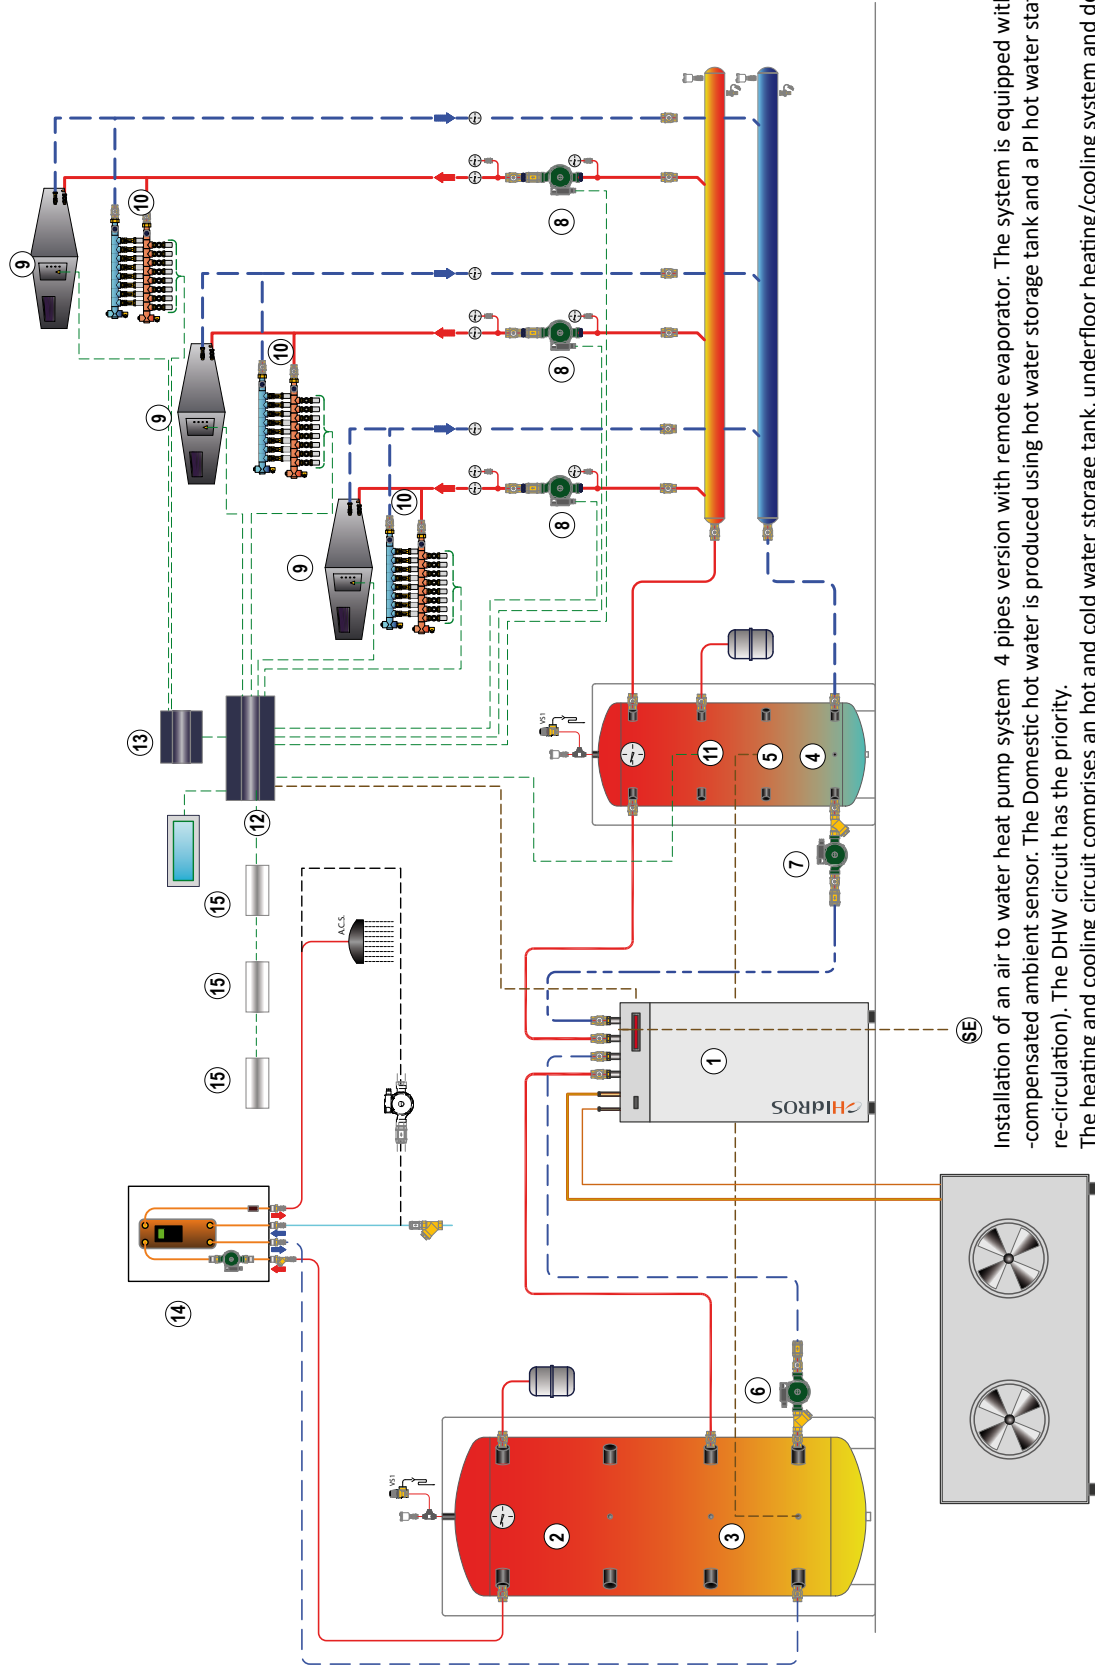 9
10
9
10
9
10
8
8
8
13
12
15
15
15
A.C.S.
14
VS1
11
5
4
7
SE
1
HIdROS
6
VS1
2
3
Installation of an air to water heat pump system 4 pipes version with remote evaporator. The system is equipped with
-compensated ambient sensor. The Domestic hot water is produced using hot water storage tank and a PI hot water sta
re-circulation). The DHW circuit has the priority.
The heating and cooling circuit comprises an hot and cold water storage tank, underfloor heating/cooling system and de